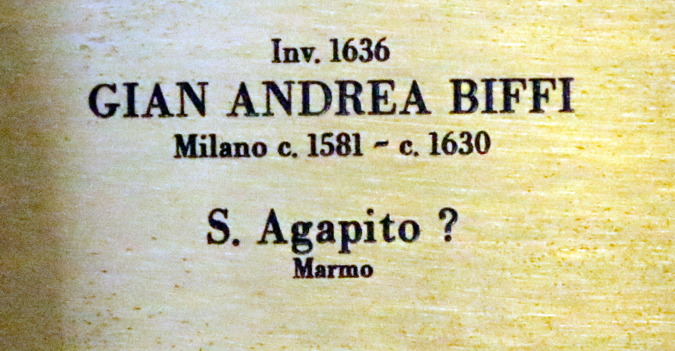 Inv. 1636
GIAN ANDREA BIFFI
Milano c. 1581 ~ c. 1630
S. Agapito ?
Marmo